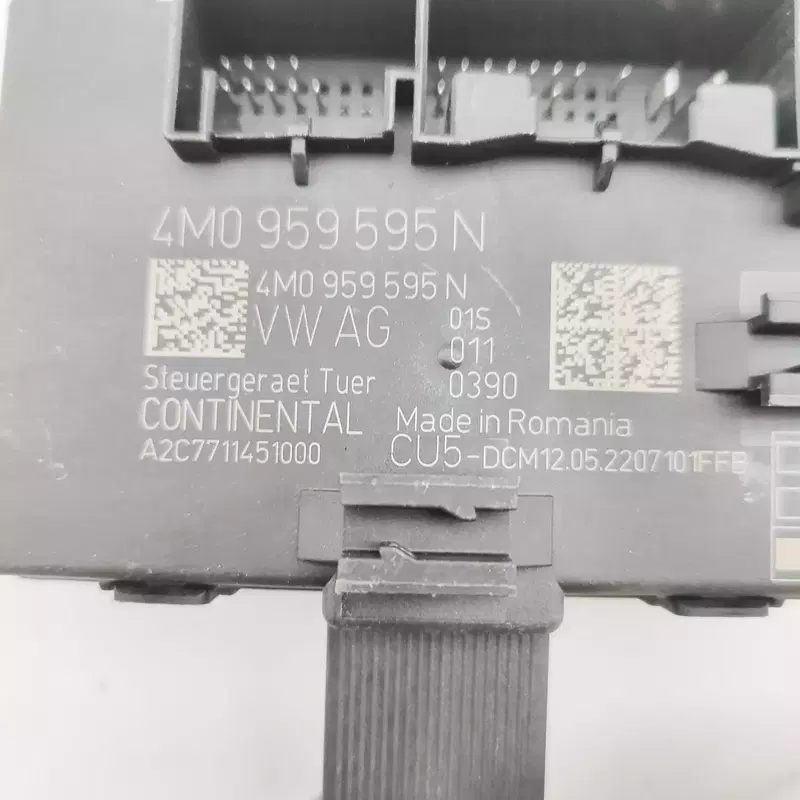 4M0 959 595 N
4M0 959 595 N
VW AG 01S
011
Steuergeraet Tuer 0390
CONTINENTAL Made in Romania
A2C7711451000 CU5-DCM12.05.2207101FFB